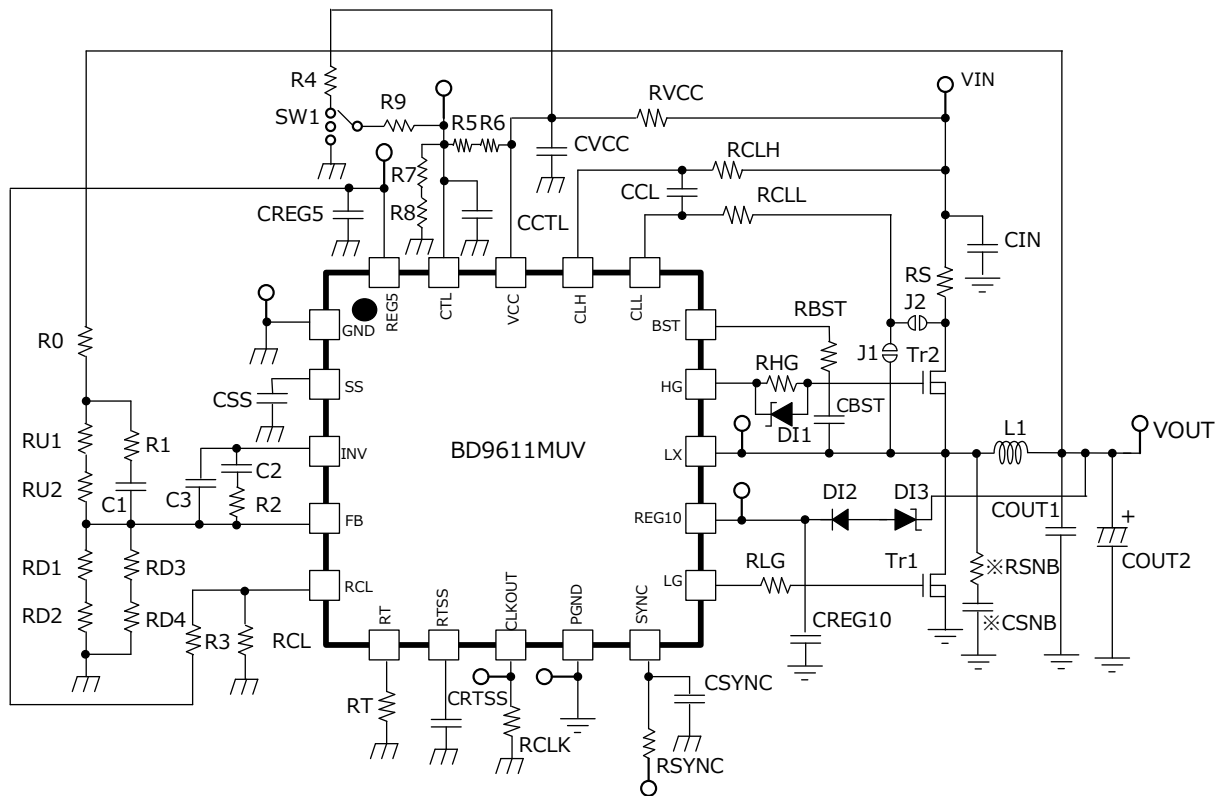 R4
VIN
SW1
R9
RVCC
R5
R6
CVCC
RCLH
R7
CCL
RCLL
CREG5
R8
CCTL
CIN
RS
J2
REG5
CTL
VCC
CLH
CLL
GND
BST
RBST
R0
J1
Tr2
SS
HG
RHG
CSS
DI1
CBST
L1
VOUT
RU1
R1
INV
BD9611MUV
LX
C2
RU2
C1
C3
R2
FB
REG10
DI2
DI3
COUT1
+
COUT2
RD1
RD3
RCL
LG
RLG
Tr1
※RSNB
RD2
RD4
R3
RCL
RT
RTSS
CLKOUT
PGND
SYNC
CREG10
※CSNB
CRTSS
CSYNC
RT
RCLK
RSYNC